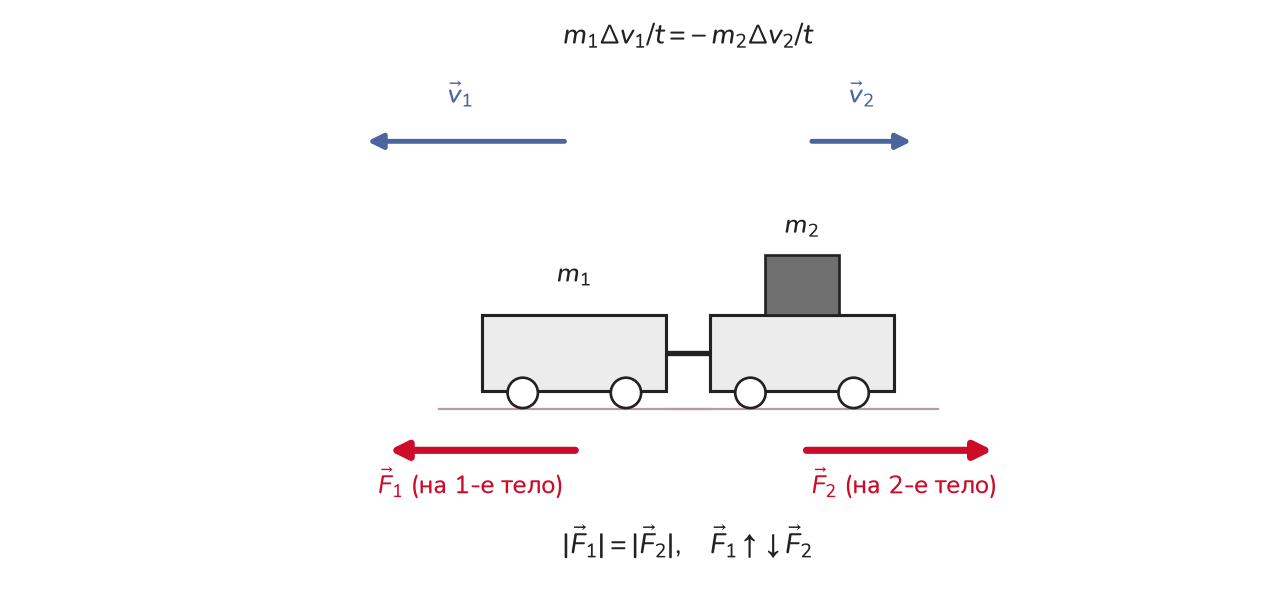 m₁Δv₁/t = − m₂Δv₂/t
v⃗₁ v⃗₂
m₂
m₁
F⃗₁ (на 1-е тело) F⃗₂ (на 2-е тело)
|F⃗₁| = |F⃗₂|, F⃗₁↑↓F⃗₂